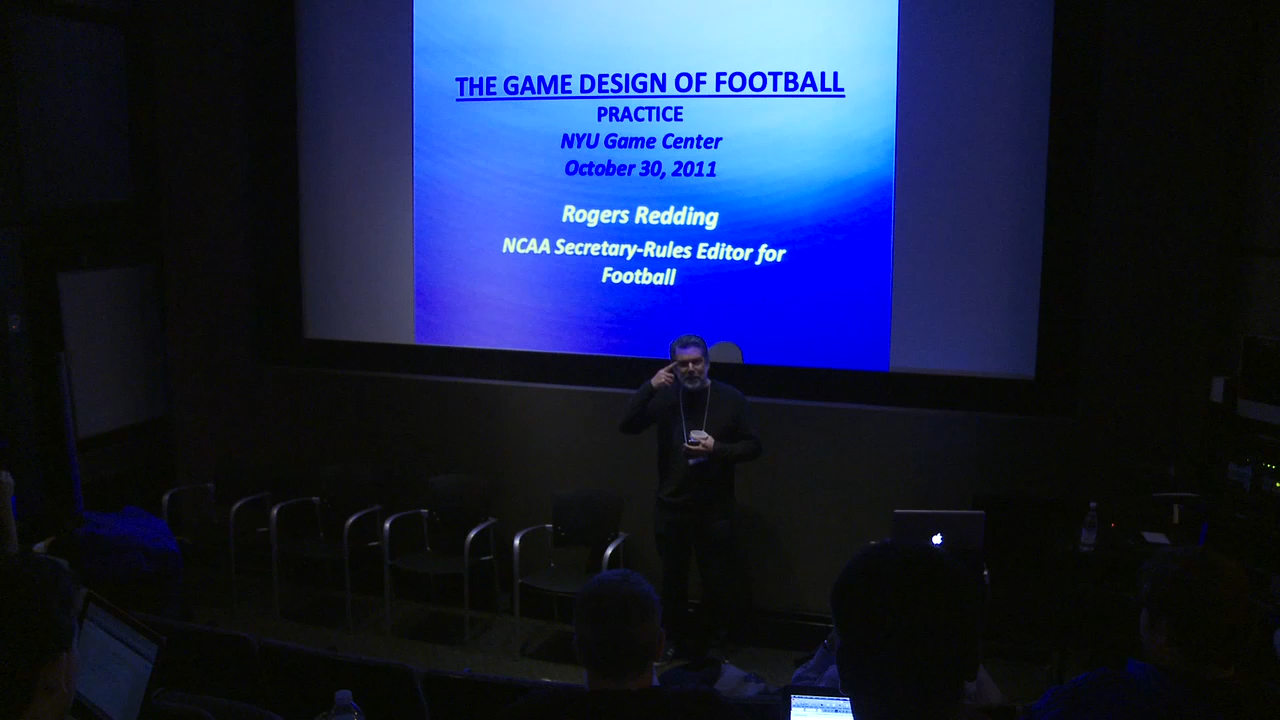 THE GAME DESIGN OF FOOTBALL
PRACTICE
NYU Game Center
October 30, 2011
Rogers Redding
NCAA Secretary-Rules Editor for
Football